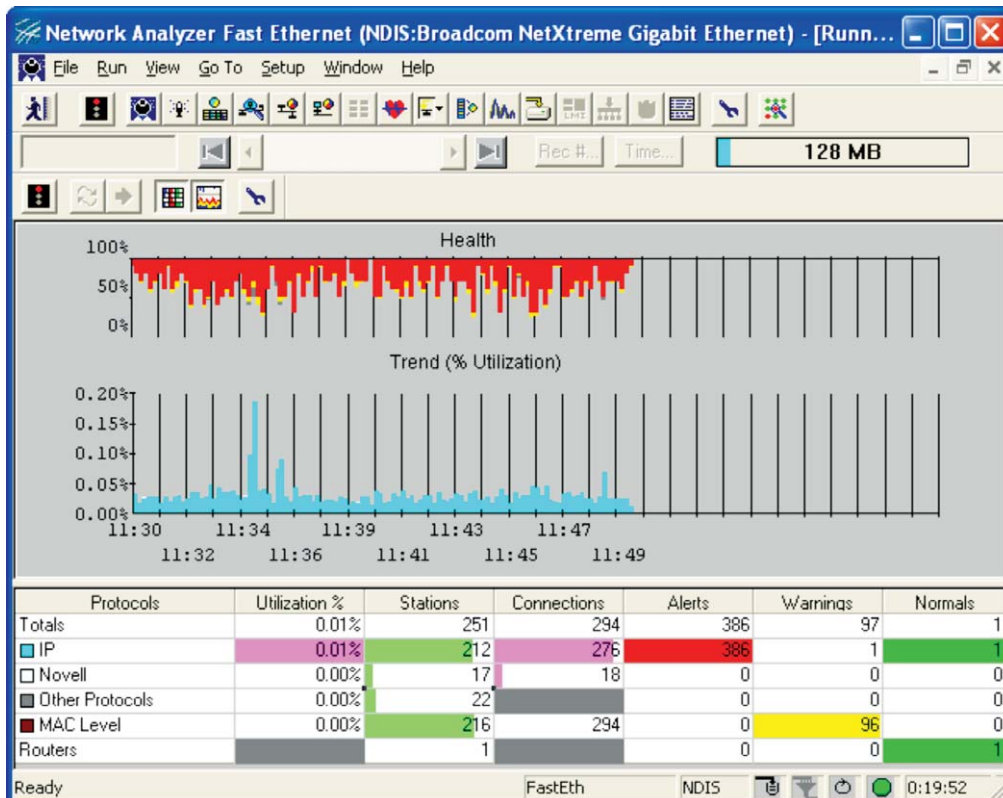 Network Analyzer Fast Ethernet (NDIS:Broadcom NetXtreme Gigabit Ethernet) - [Runn...
File Run View Go To Setup Window Help
Rec #... Time... 128 MB
Health
100%
50%
0%
Trend (% Utilization)
0.20%
0.15%
0.10%
0.05%
0.00%
11:30 11:34 11:39 11:43 11:47
11:32 11:36 11:41 11:45 11:49
Protocols Utilization % Stations Connections Alerts Warnings Normals
Totals 0.01% 251 294 386 97 1
IP 0.01% 212 276 386 1 1
Novell 0.00% 17 18 0 0 0
Other Protocols 0.00% 22 0 0 0
MAC Level 0.00% 216 294 0 96 0
Routers 1 0 0 1
Ready FastEth NDIS 0:19:52